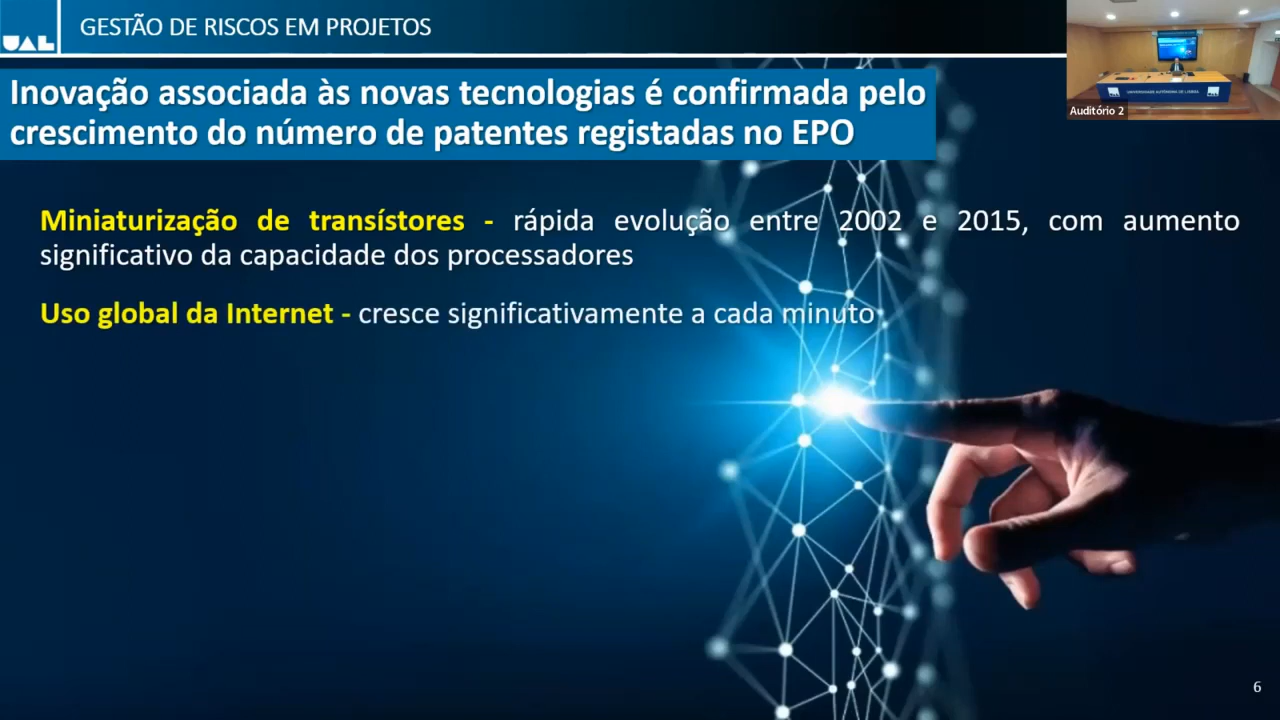 UAL
GESTÃO DE RISCOS EM PROJETOS
Inovação associada às novas tecnologias é confirmada pelo
crescimento do número de patentes registadas no EPO
Auditório 2
Miniaturização de transístores - rápida evolução entre 2002 e 2015, com aumento
significativo da capacidade dos processadores
Uso global da Internet - cresce significativamente a cada minuto
6